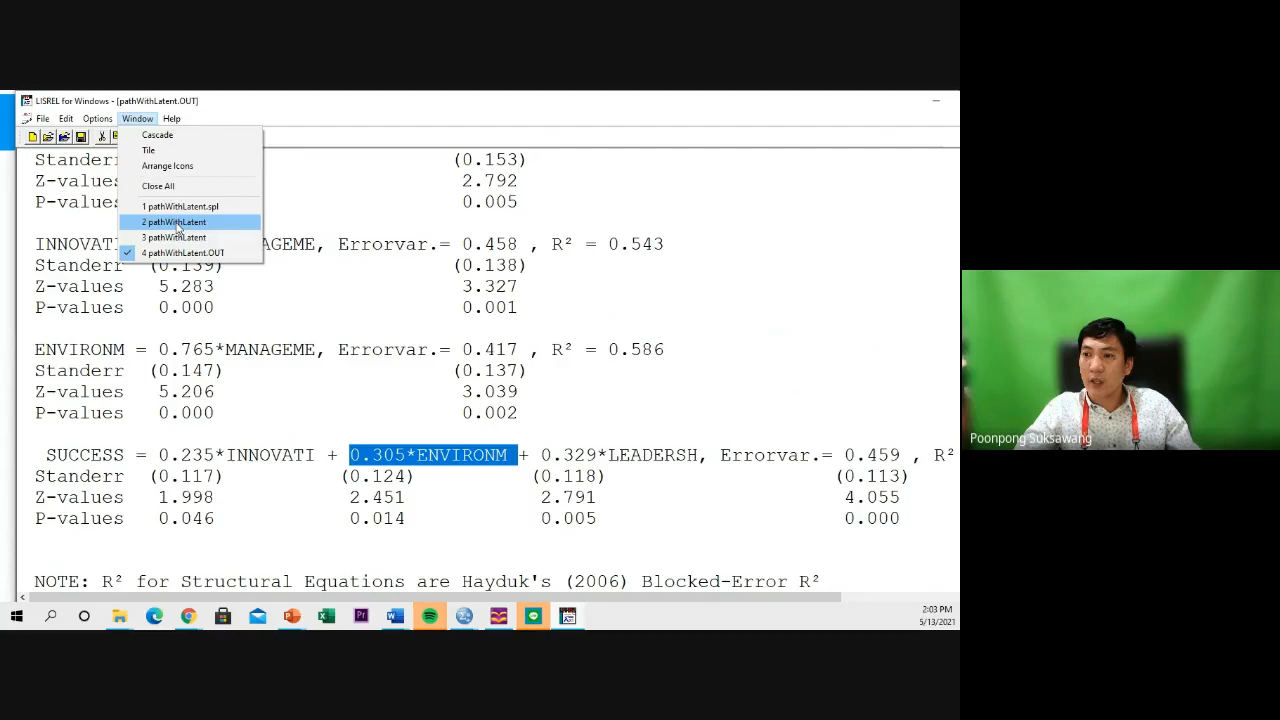 LISREL for Windows - [pathWithLatent.OUT]
File Edit Options Window Help
Cascade
Tile
Arrange Icons
Close All
1 pathWithLatent.spl
2 pathWithLatent
3 pathWithLatent
4 pathWithLatent.OUT
Standerr (0.153)
Z-values 2.792
P-values 0.005
INNOVATI MANAGEME, Errorvar.= 0.458 , R² = 0.543
Standerr (0.139) (0.138)
Z-values 5.283 3.327
P-values 0.000 0.001
ENVIRONM = 0.765*MANAGEME, Errorvar.= 0.417 , R² = 0.586
Standerr (0.147) (0.137)
Z-values 5.206 3.039
P-values 0.000 0.002
SUCCESS = 0.235*INNOVATI + 0.305*ENVIRONM + 0.329*LEADERSH, Errorvar.= 0.459 , R²
Standerr (0.117) (0.124) (0.118) (0.113)
Z-values 1.998 2.451 2.791 4.055
P-values 0.046 0.014 0.005 0.000
NOTE: R² for Structural Equations are Hayduk's (2006) Blocked-Error R²
2:03 PM
5/13/2021
Poonpong Suksawang